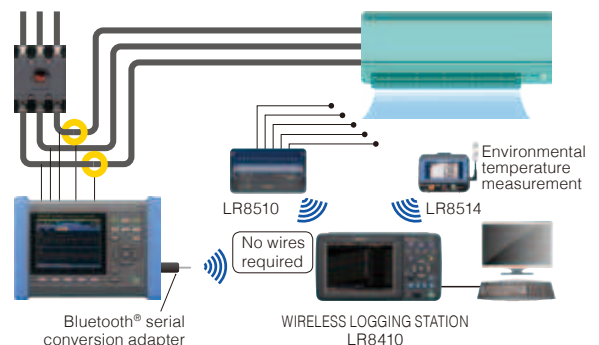 Environmental
temperature
measurement
LR8510
LR8514
No wires
required
Bluetooth® serial
conversion adapter
WIRELESS LOGGING STATION
LR8410